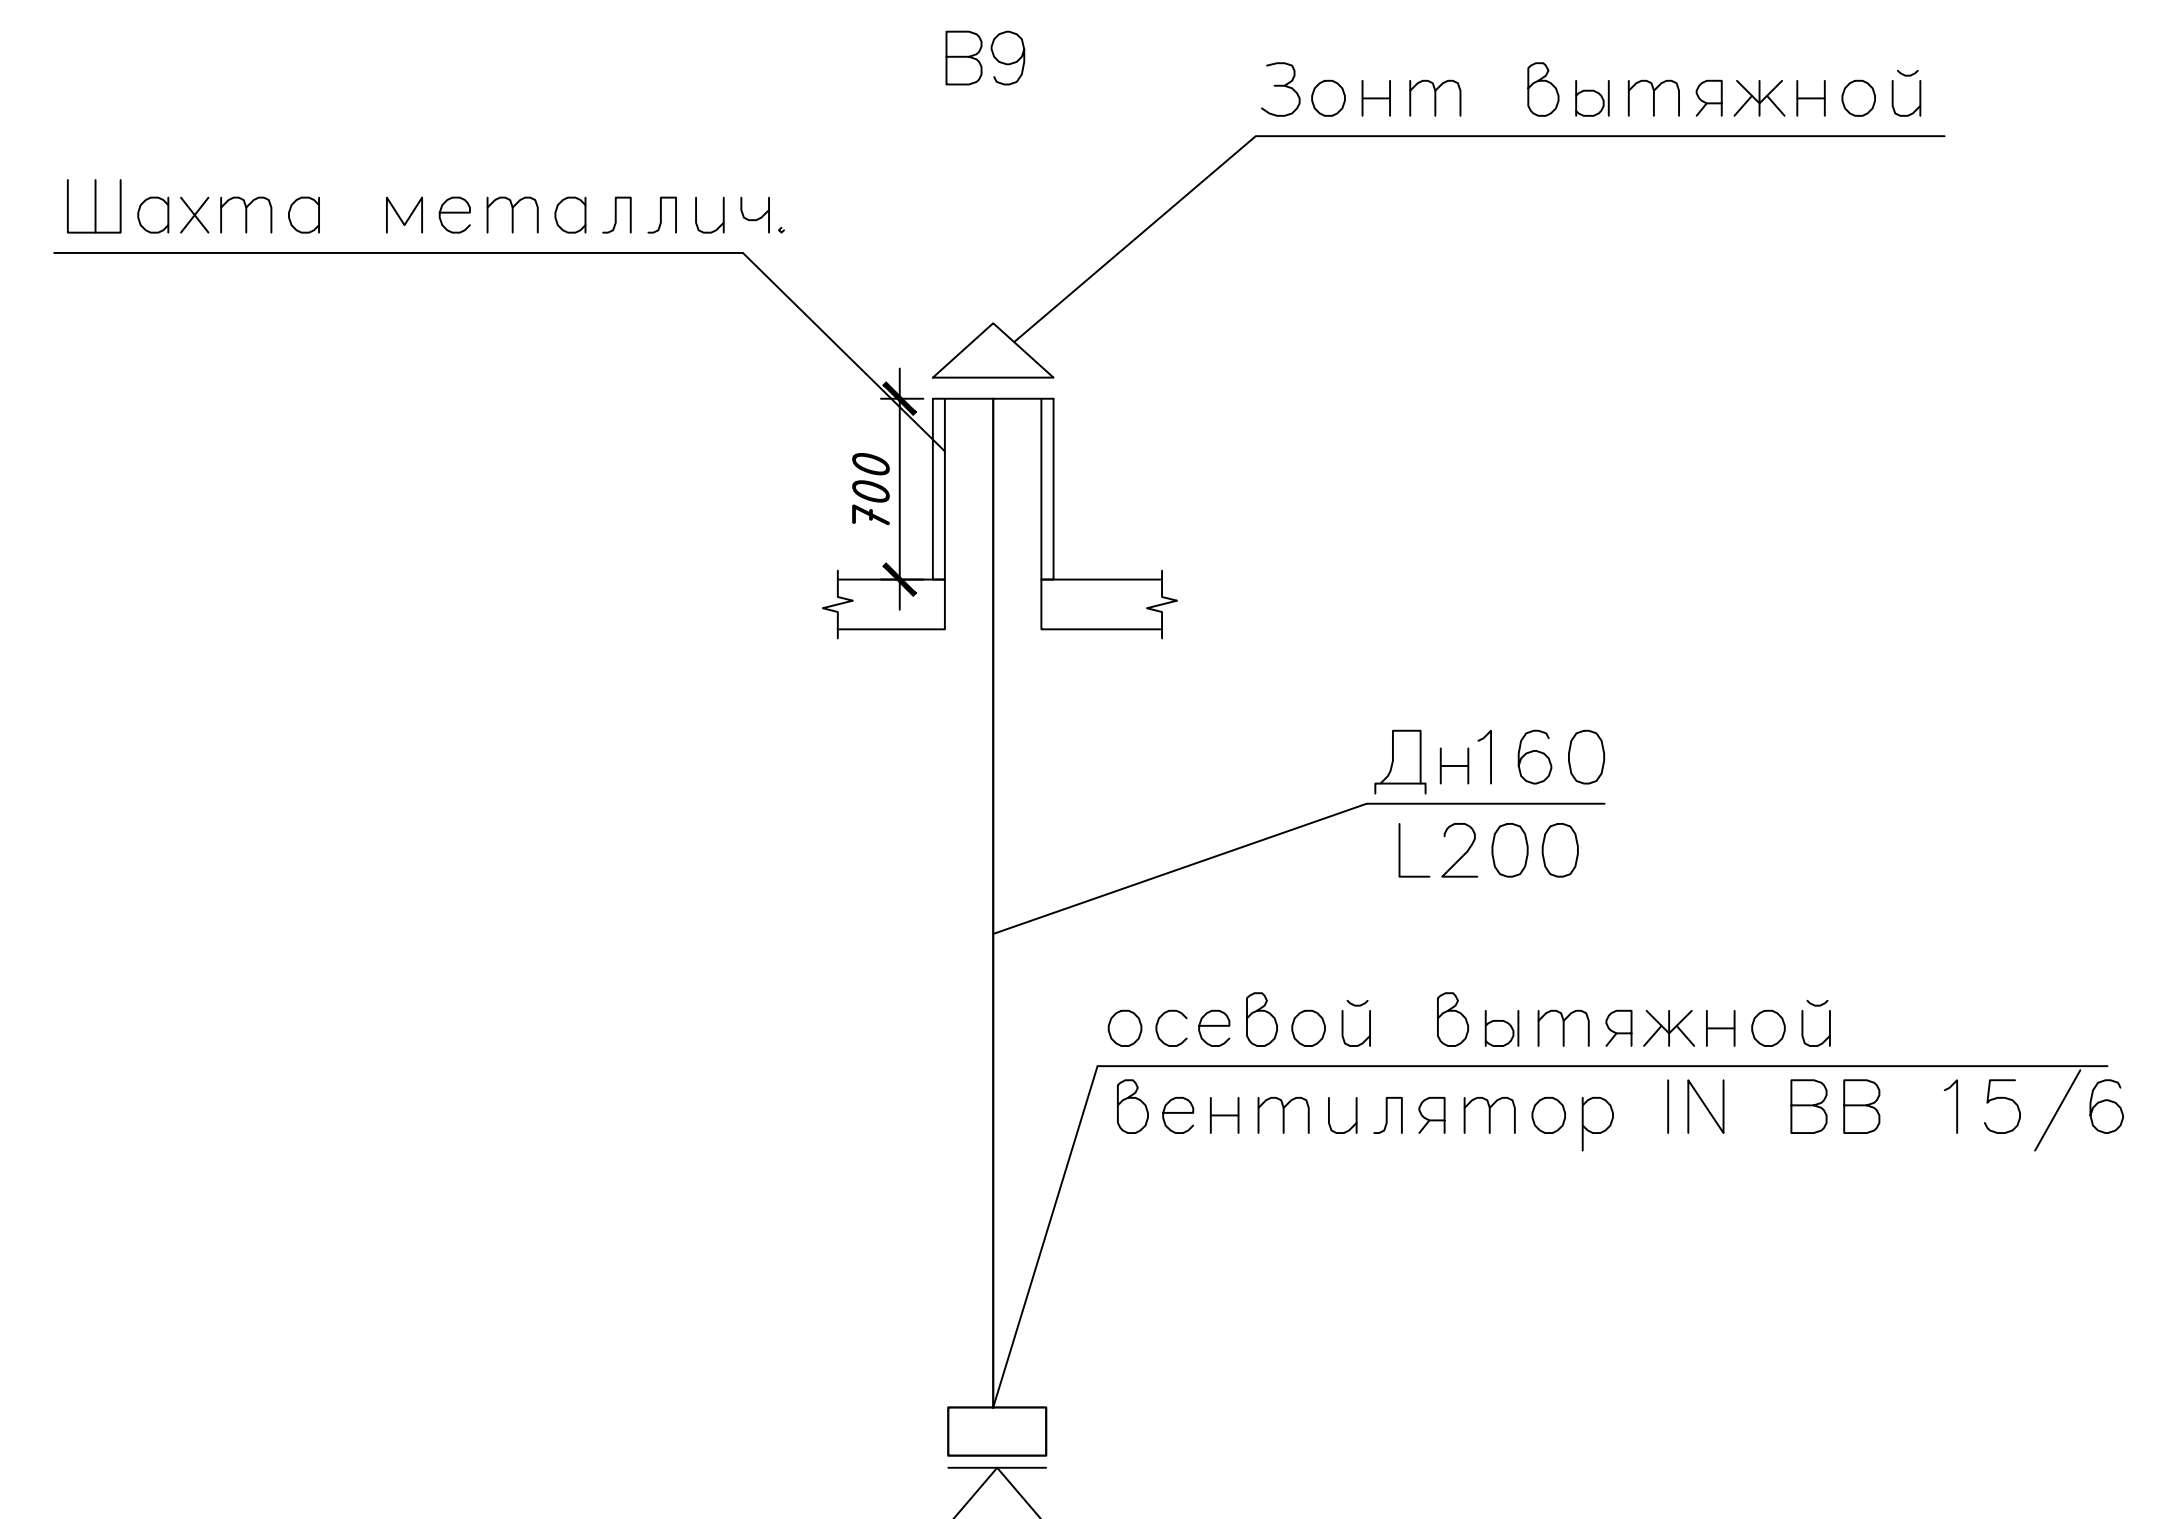 В9
Зонт вытяжной
Шахта металлич.
700
Дн160
L200
осевой вытяжной
вентилятор IN BB 15/6